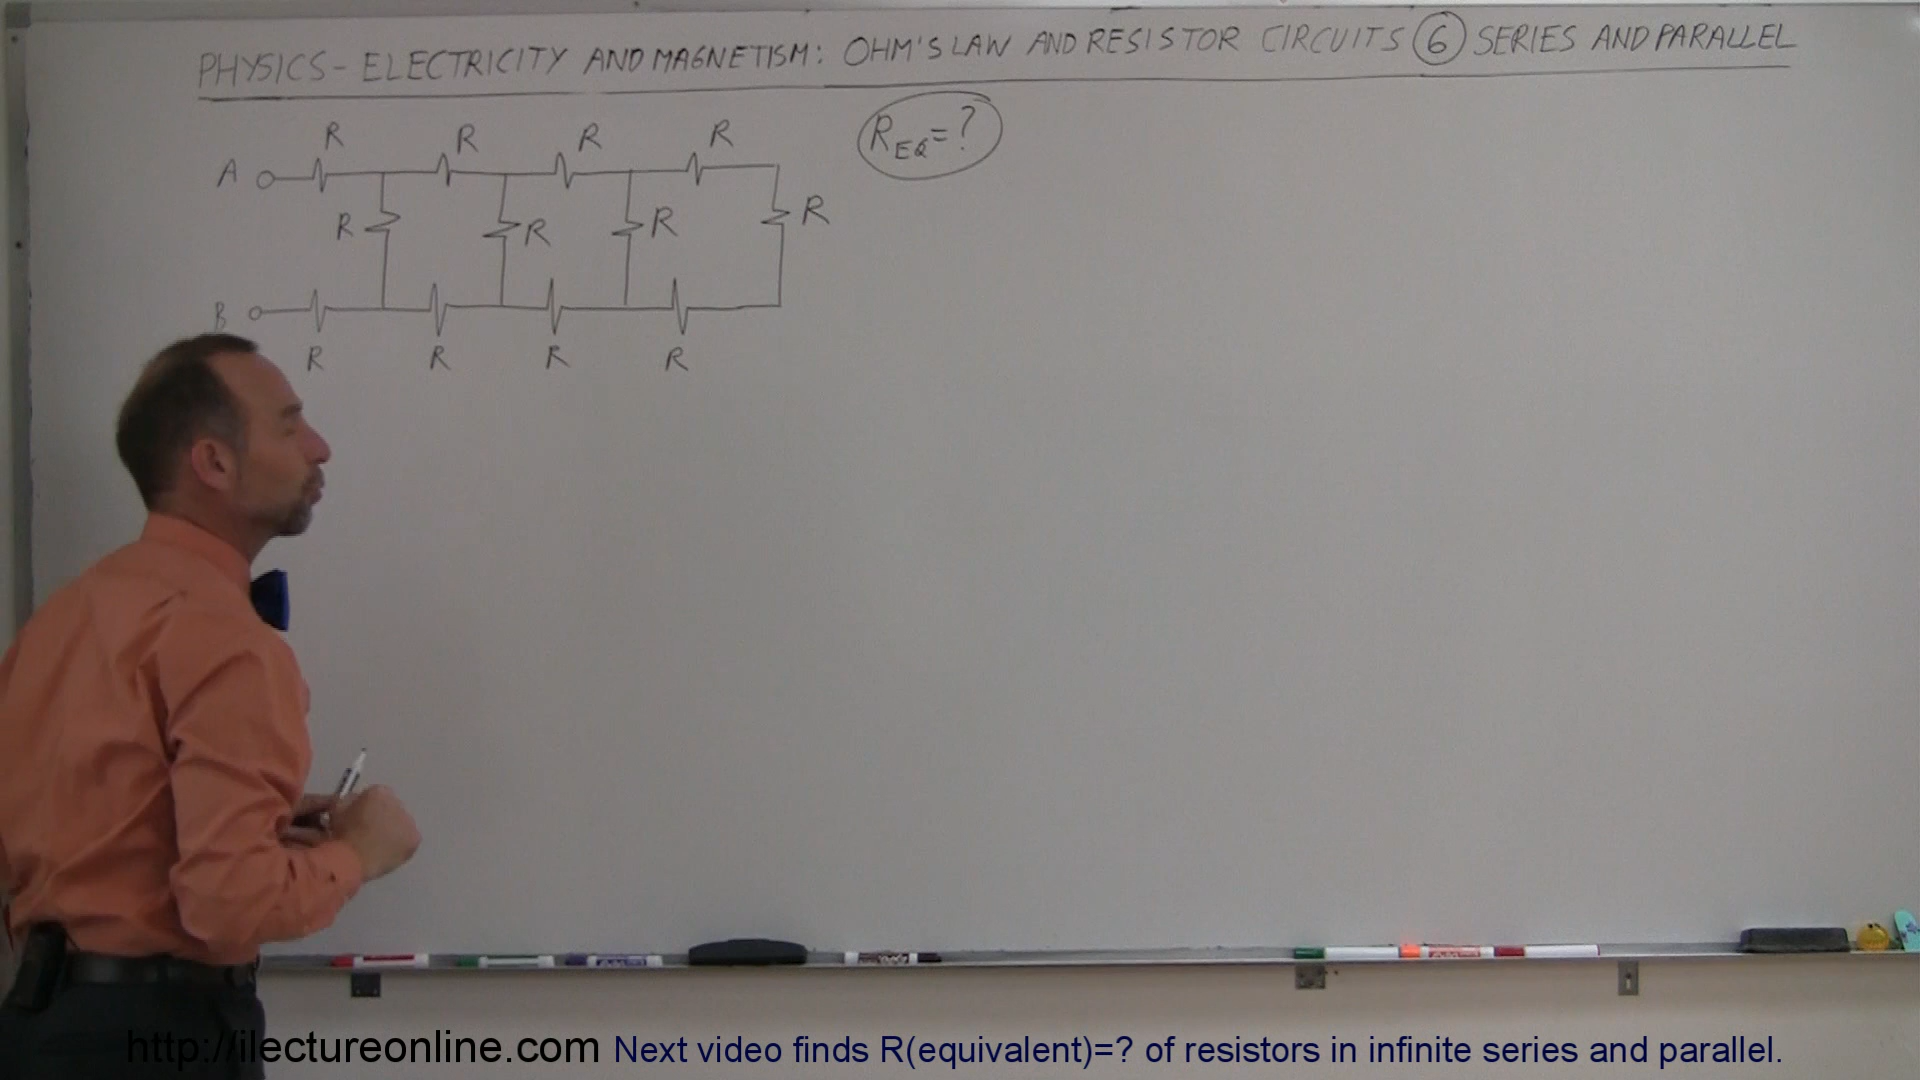 PHYSICS - ELECTRICITY AND MAGNETISM: OHM'S LAW AND RESISTOR CIRCUITS 6 SERIES AND PARALLEL
R R R R
REQ = ?
A
R R R R
B
R R R R
http://ilectureonline.com Next video finds R(equivalent)=? of resistors in infinite series and parallel.